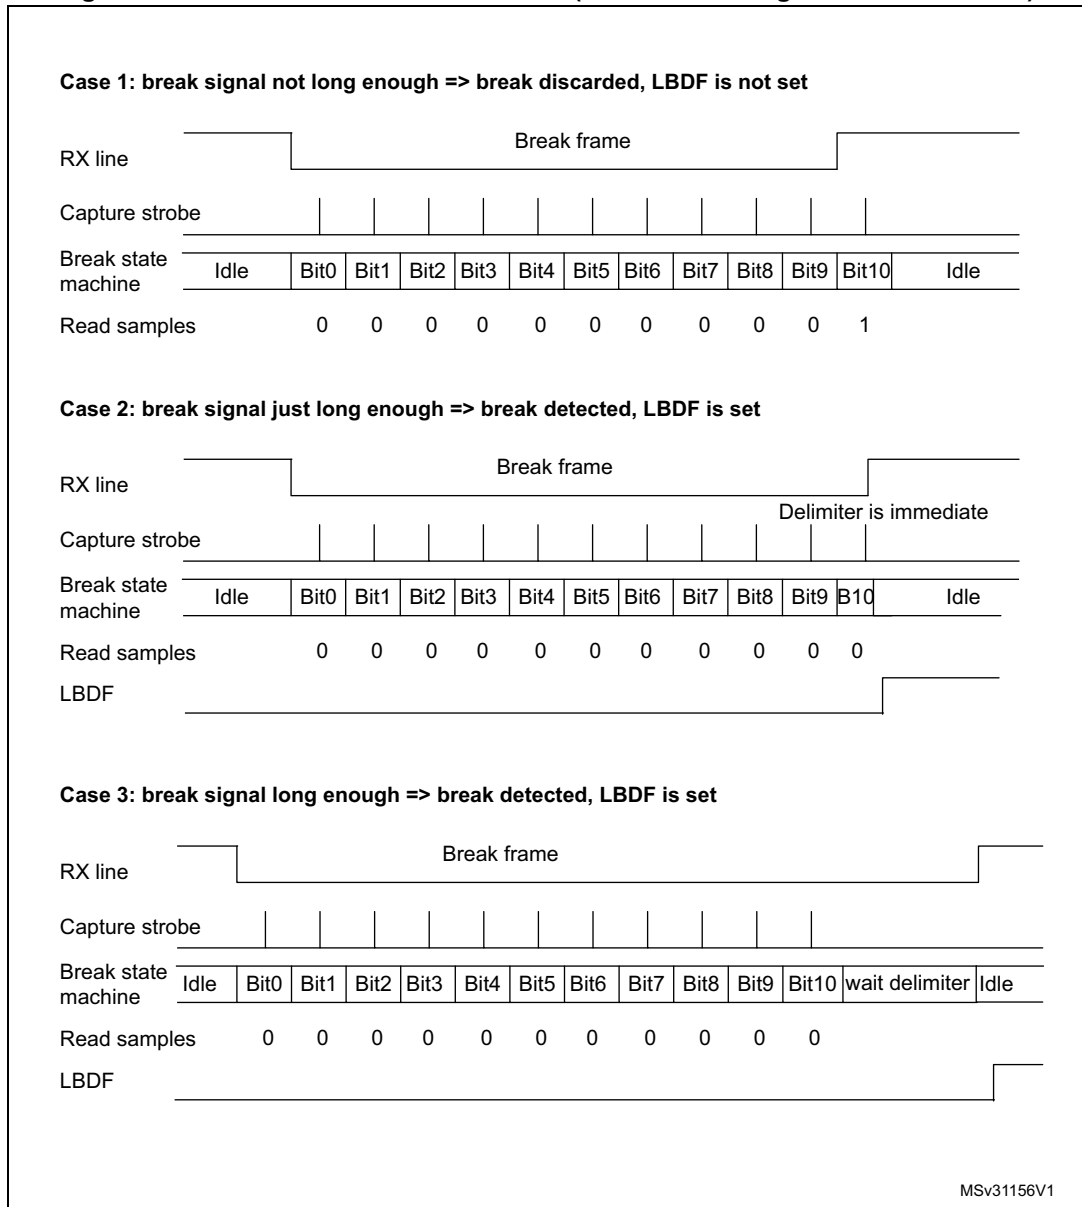 Case 1: break signal not long enough => break discarded, LBDF is not set
Break frame
RX line
Capture strobe
Break state machine
Idle Bit0 Bit1 Bit2 Bit3 Bit4 Bit5 Bit6 Bit7 Bit8 Bit9 Bit10 Idle
Read samples 0 0 0 0 0 0 0 0 0 0 1
Case 2: break signal just long enough => break detected, LBDF is set
Break frame
RX line
Delimiter is immediate
Capture strobe
Break state machine
Idle Bit0 Bit1 Bit2 Bit3 Bit4 Bit5 Bit6 Bit7 Bit8 Bit9 B10 Idle
Read samples 0 0 0 0 0 0 0 0 0 0 0
LBDF
Case 3: break signal long enough => break detected, LBDF is set
Break frame
RX line
Capture strobe
Break state machine
Idle Bit0 Bit1 Bit2 Bit3 Bit4 Bit5 Bit6 Bit7 Bit8 Bit9 Bit10 wait delimiter Idle
Read samples 0 0 0 0 0 0 0 0 0 0 0
LBDF
MSv31156V1